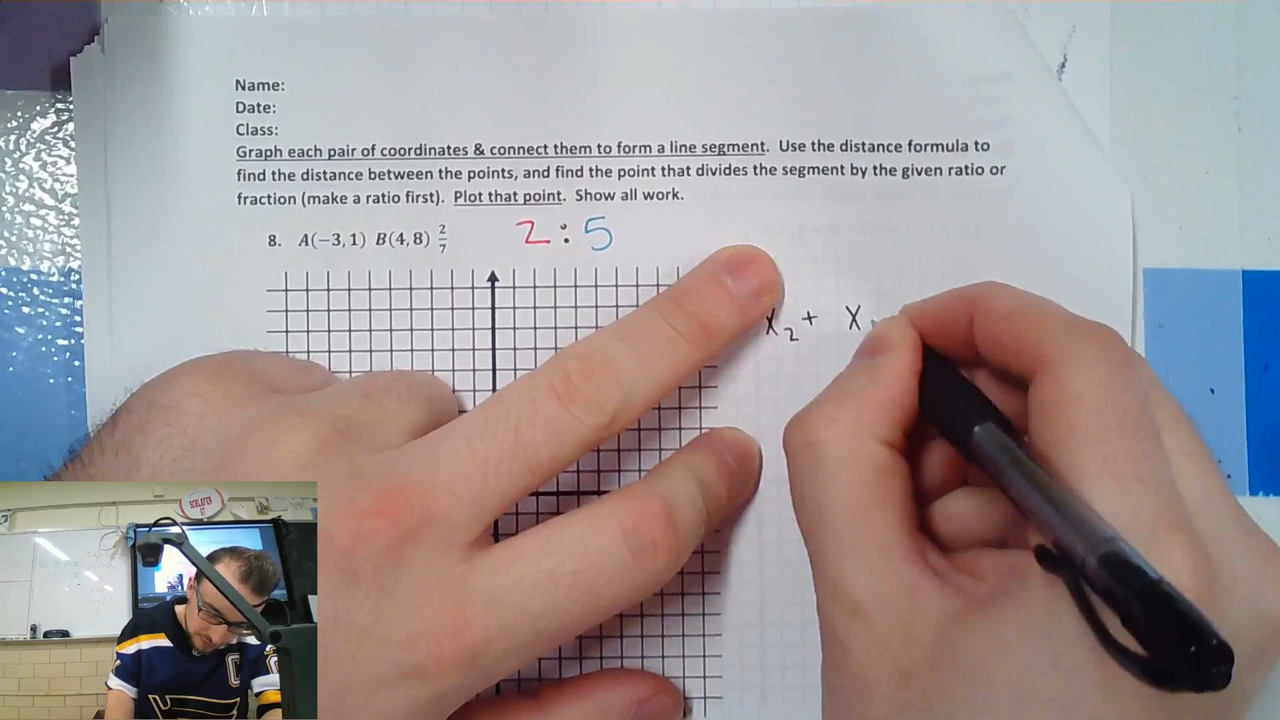 Name:
Date:
Class:
Graph each pair of coordinates & connect them to form a line segment. Use the distance formula to
find the distance between the points, and find the point that divides the segment by the given ratio or
fraction (make a ratio first). Plot that point. Show all work.
8. A(−3, 1) B(4, 8) 2/7 2:5
x₂ + x
SCHLATER
C